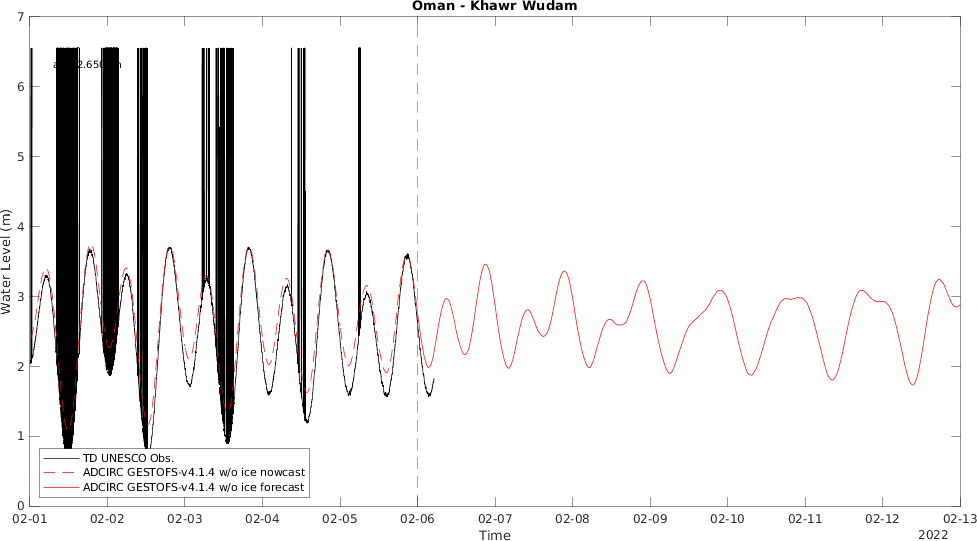 Oman - Khawr Wudam
7
6
5
4
3
2
1
0
Water Level (m)
TD UNESCO Obs.
ADCIRC GESTOFS-v4.1.4 w/o ice nowcast
ADCIRC GESTOFS-v4.1.4 w/o ice forecast
02-01 02-02 02-03 02-04 02-05 02-06 02-07 02-08 02-09 02-10 02-11 02-12 02-13
Time
2022